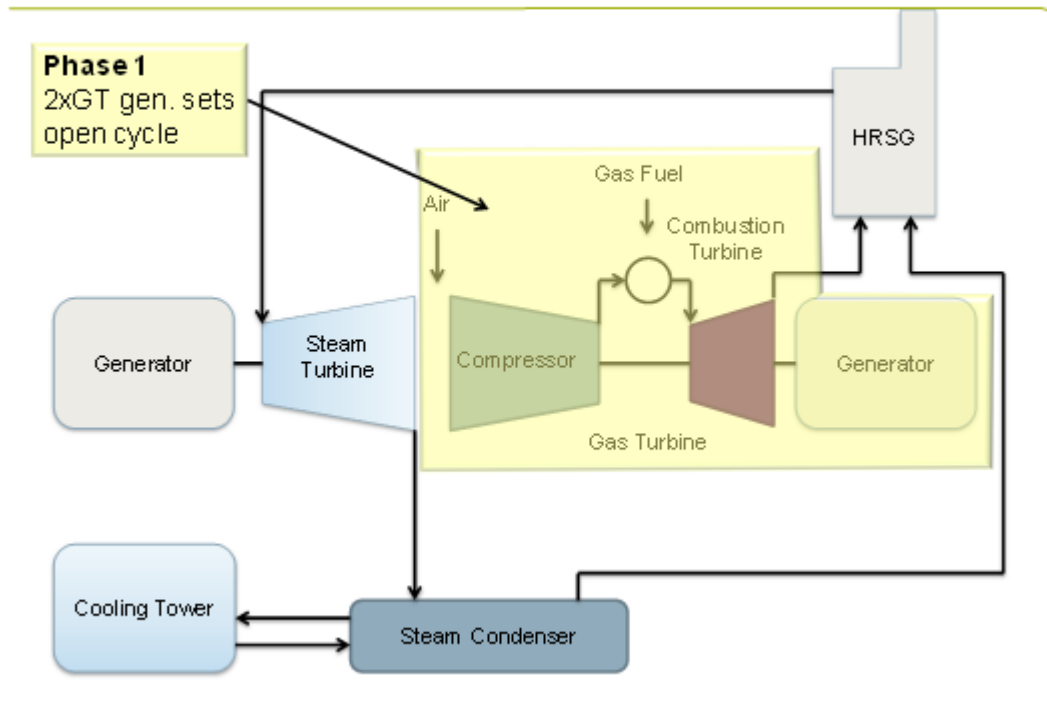 Phase 1
2xGT gen. sets
open cycle
HRSG
Gas Fuel
Air
Combustion
Turbine
Generator
Steam
Turbine
Compressor
Generator
Gas Turbine
Cooling Tower
Steam Condenser